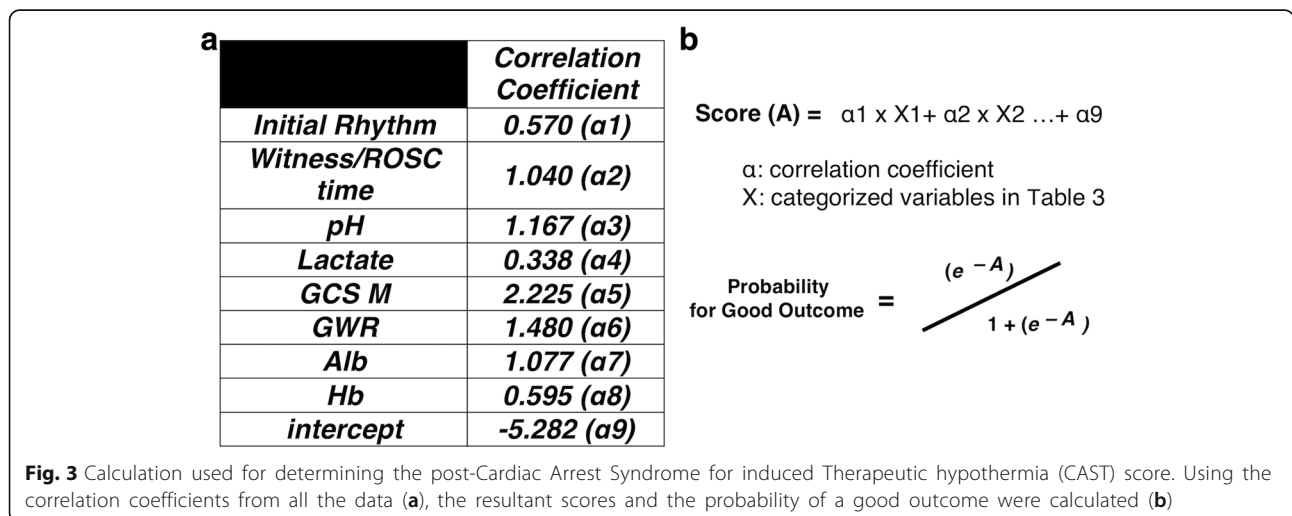 a
Correlation
Coefficient
Initial Rhythm 0.570 (α1)
Witness/ROSC
time 1.040 (α2)
pH 1.167 (α3)
Lactate 0.338 (α4)
GCS M 2.225 (α5)
GWR 1.480 (α6)
Alb 1.077 (α7)
Hb 0.595 (α8)
intercept -5.282 (α9)
b
Score (A) = α1 x X1+ α2 x X2 ...+ α9
α: correlation coefficient
X: categorized variables in Table 3
Probability
for Good Outcome = (e –A) / 1 + (e –A )
Fig. 3 Calculation used for determining the post-Cardiac Arrest Syndrome for induced Therapeutic hypothermia (CAST) score. Using the
correlation coefficients from all the data (a), the resultant scores and the probability of a good outcome were calculated (b)